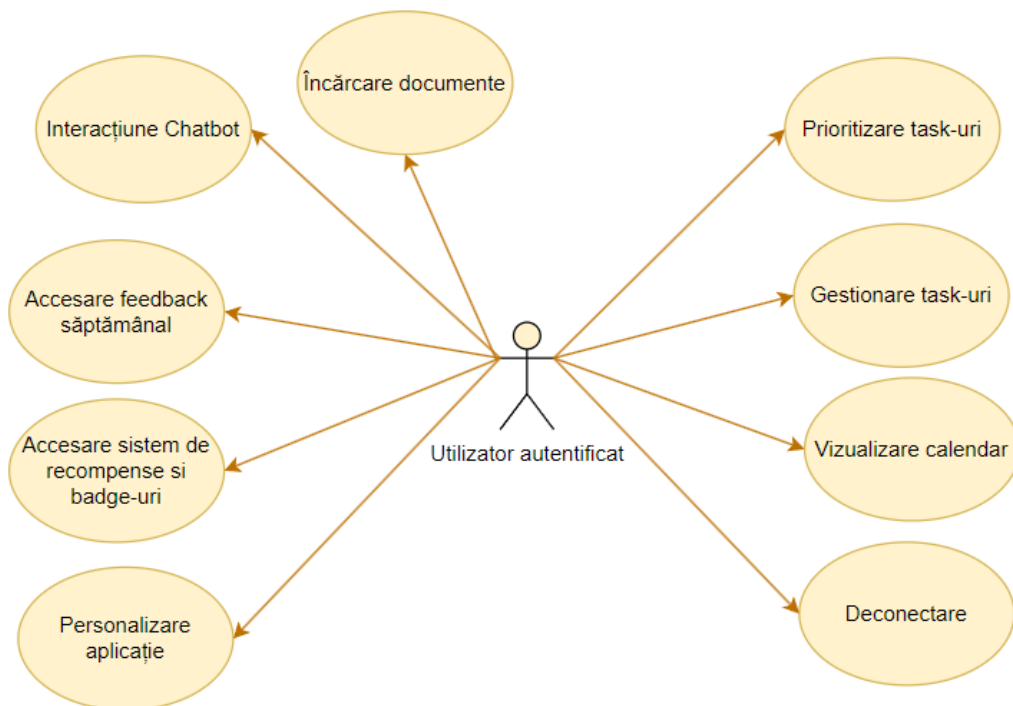 Încărcare documente
Interacțiune Chatbot
Prioritizare task-uri
Accesare feedback
săptămânal
Gestionare task-uri
Utilizator autentificat
Accesare sistem de
recompense si
badge-uri
Vizualizare calendar
Personalizare
aplicație
Deconectare